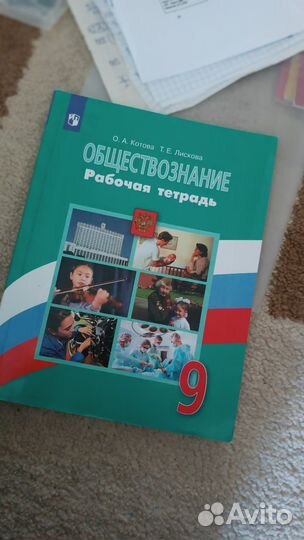 О. А. Котова Т. Е. Лискова
ОБЩЕСТВОЗНАНИЕ
Рабочая тетрадь
9
Avito